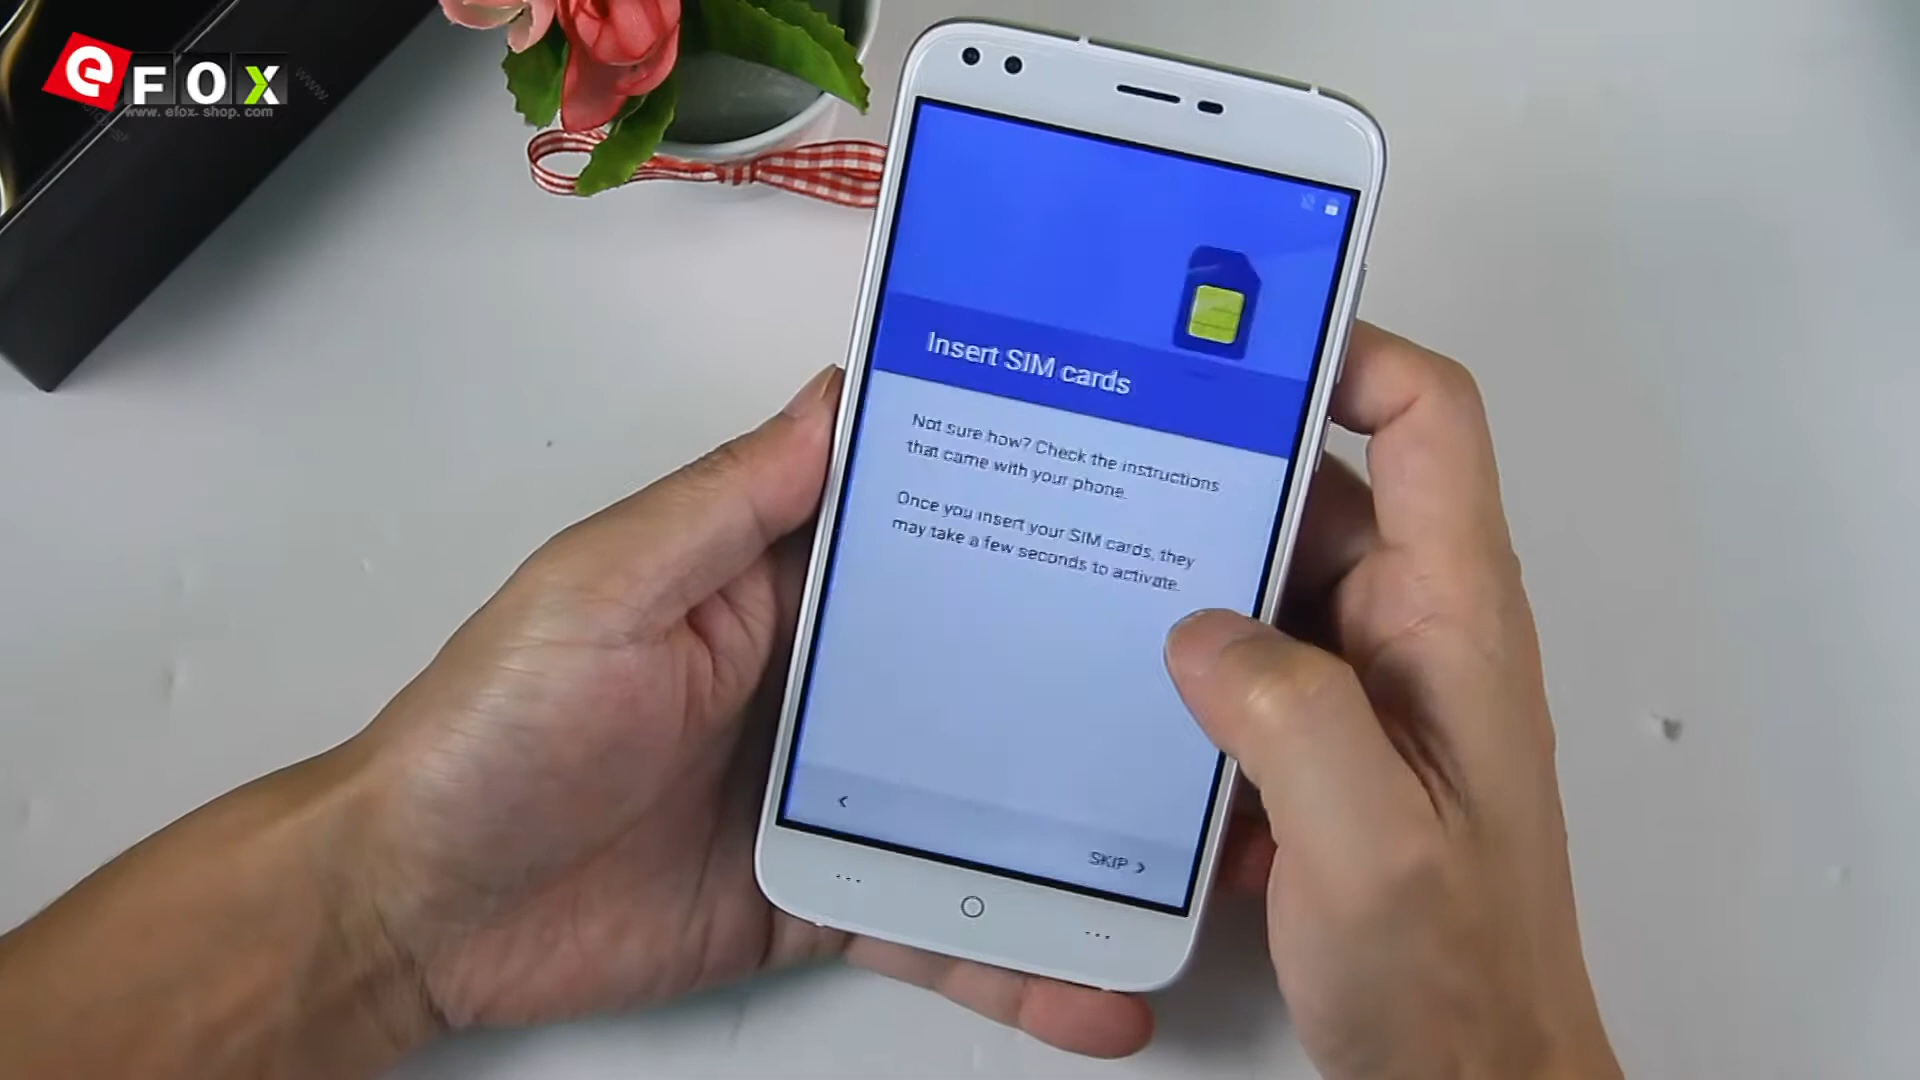 eFOX
www. efox-shop. com
www.
Insert SIM cards
Not sure how? Check the instructions
that came with your phone.
Once you insert your SIM cards, they
may take a few seconds to activate.
SKIP